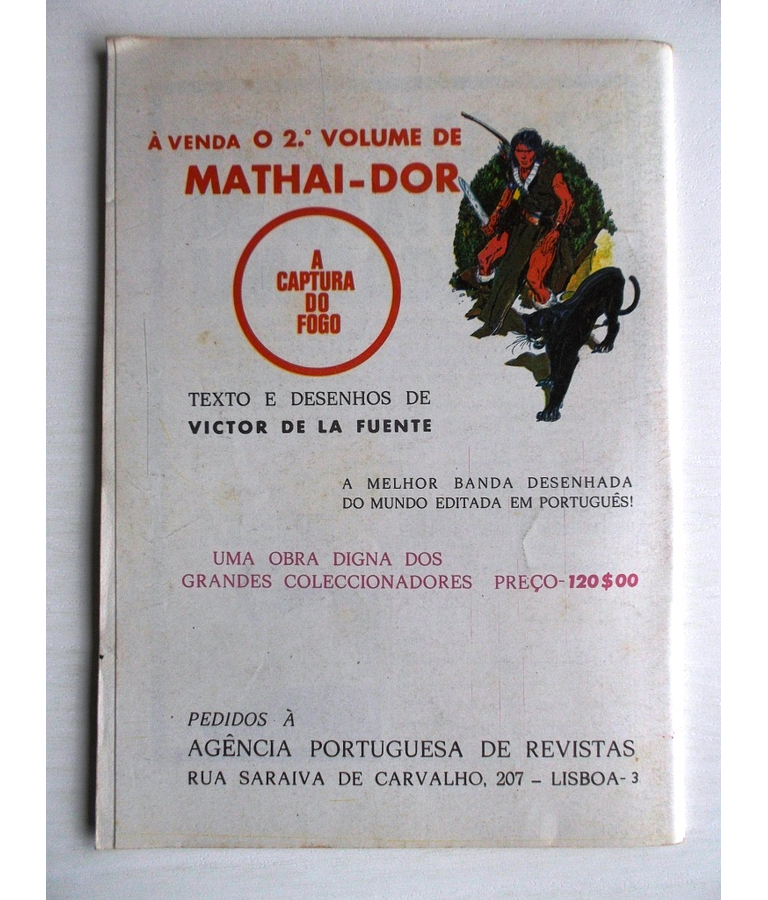 À VENDA O 2.º VOLUME DE
MATHAI-DOR
A
CAPTURA
DO
FOGO
TEXTO E DESENHOS DE
VICTOR DE LA FUENTE
A MELHOR BANDA DESENHADA
DO MUNDO EDITADA EM PORTUGUÊS!
UMA OBRA DIGNA DOS
GRANDES COLECCIONADORES PREÇO-120$00
PEDIDOS À
AGÊNCIA PORTUGUESA DE REVISTAS
RUA SARAIVA DE CARVALHO, 207 – LISBOA-3